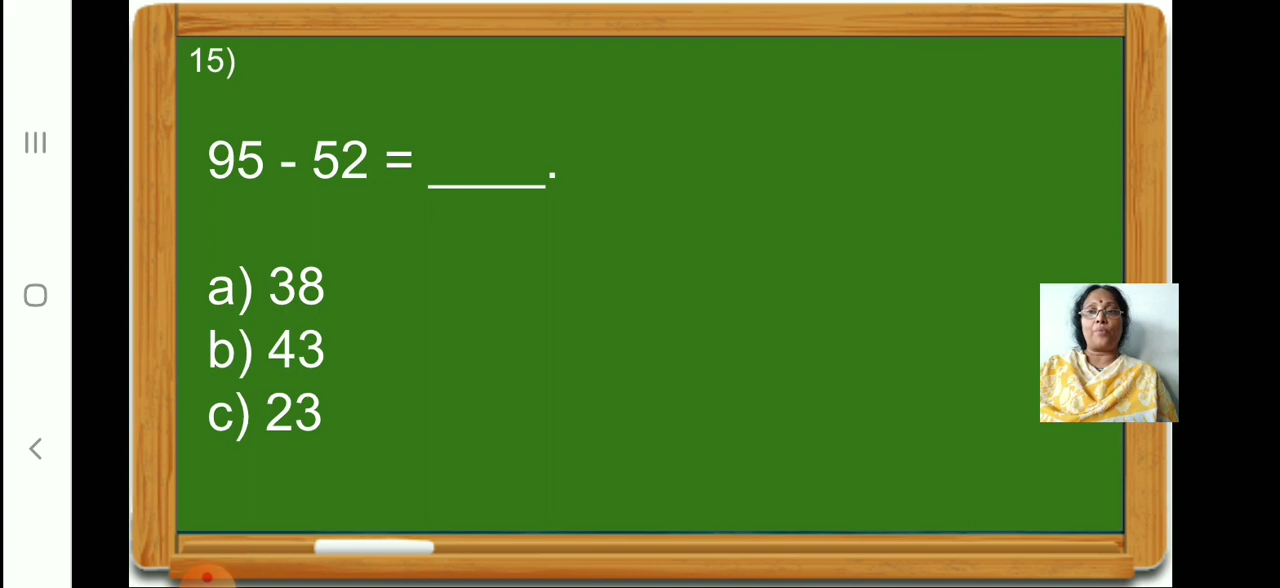 15)
95 - 52 = _____.
a) 38
b) 43
c) 23